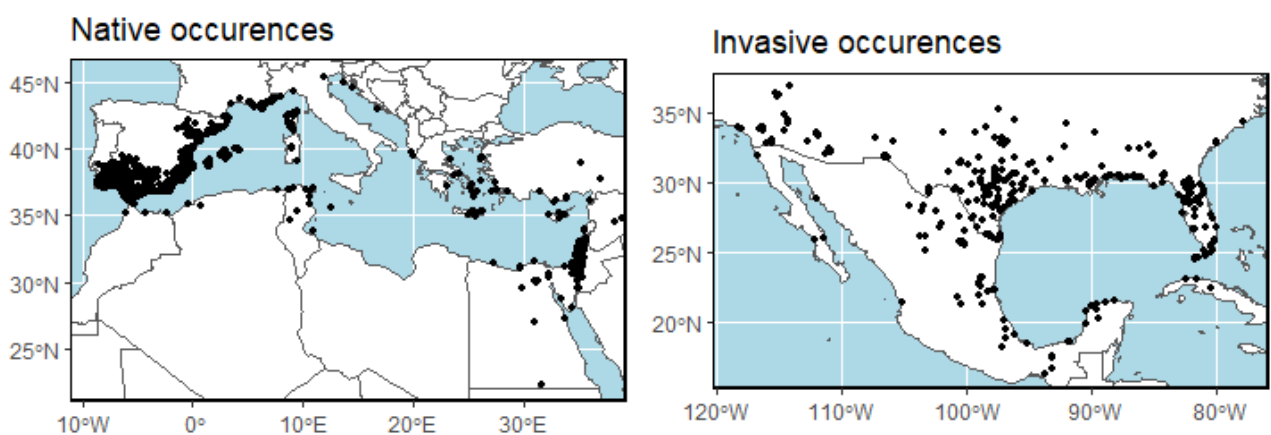 Native occurences
45°N
40°N
35°N
30°N
25°N
10°W 0° 10°E 20°E 30°E
Invasive occurences
35°N
30°N
25°N
20°N
120°W 110°W 100°W 90°W 80°W